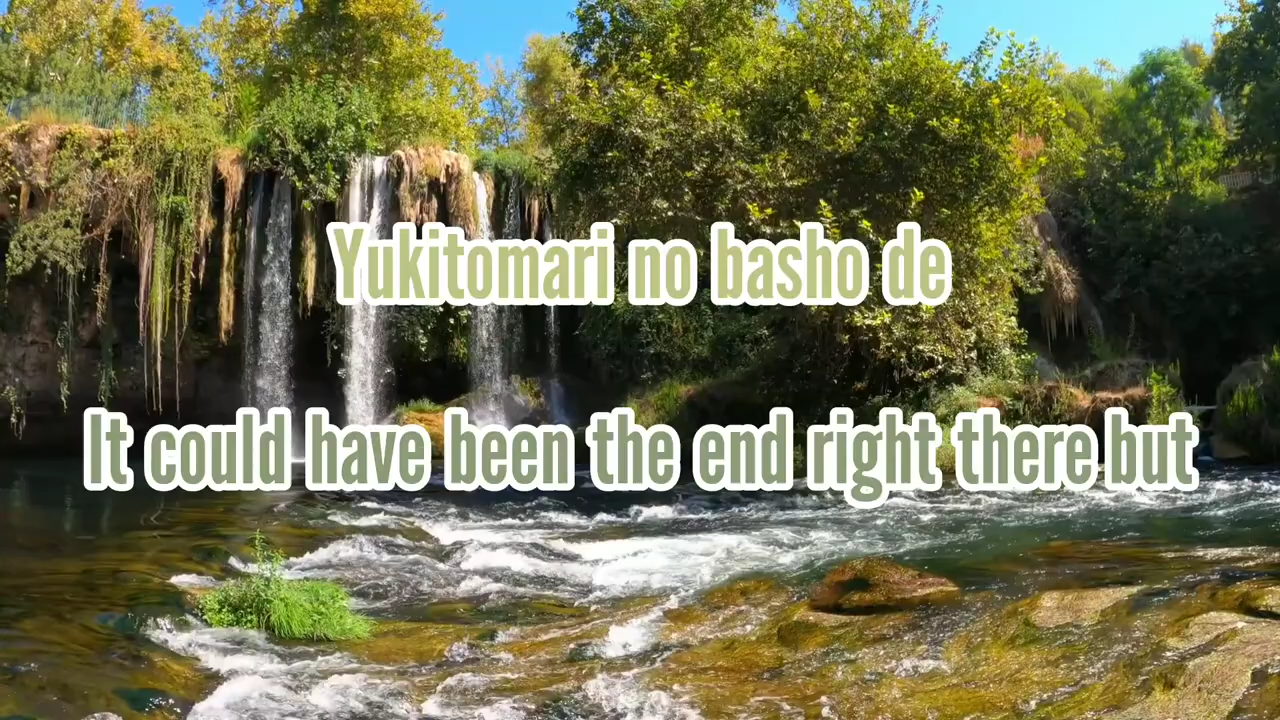 Yukitomari no basho de
It could have been the end right there but